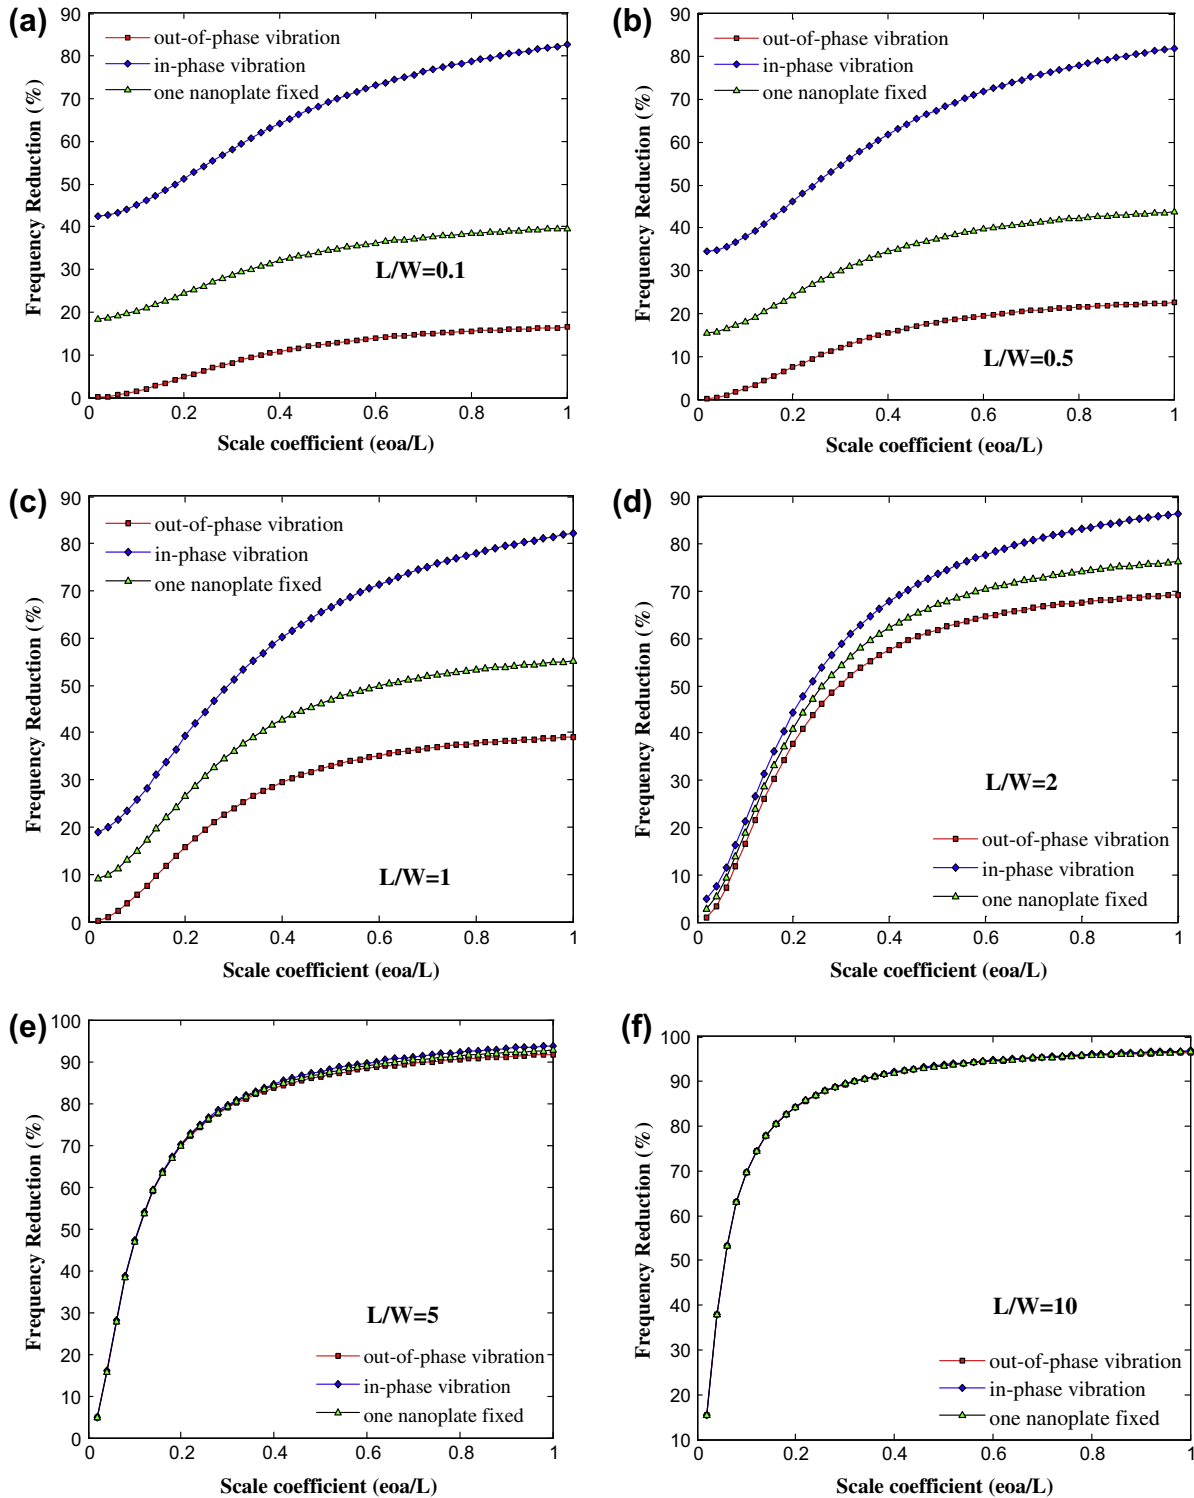 (a)
out-of-phase vibration
in-phase vibration
one nanoplate fixed
L/W=0.1
Frequency Reduction (%)
90
80
70
60
50
40
30
20
10
0
0
0.2
0.4
0.6
0.8
1
Scale coefficient (eoa/L)
(b)
out-of-phase vibration
in-phase vibration
one nanoplate fixed
L/W=0.5
Frequency Reduction (%)
90
80
70
60
50
40
30
20
10
0
0
0.2
0.4
0.6
0.8
1
Scale coefficient (eoa/L)
(c)
out-of-phase vibration
in-phase vibration
one nanoplate fixed
L/W=1
Frequency Reduction (%)
90
80
70
60
50
40
30
20
10
0
0
0.2
0.4
0.6
0.8
1
Scale coefficient (eoa/L)
(d)
L/W=2
out-of-phase vibration
in-phase vibration
one nanoplate fixed
Frequency Reduction (%)
90
80
70
60
50
40
30
20
10
0
0
0.2
0.4
0.6
0.8
1
Scale coefficient (eoa/L)
(e)
L/W=5
out-of-phase vibration
in-phase vibration
one nanoplate fixed
Frequency Reduction (%)
100
90
80
70
60
50
40
30
20
10
0
0
0.2
0.4
0.6
0.8
1
Scale coefficient (eoa/L)
(f)
L/W=10
out-of-phase vibration
in-phase vibration
one nanoplate fixed
Frequency Reduction (%)
100
90
80
70
60
50
40
30
20
10
0
0.2
0.4
0.6
0.8
1
Scale coefficient (eoa/L)